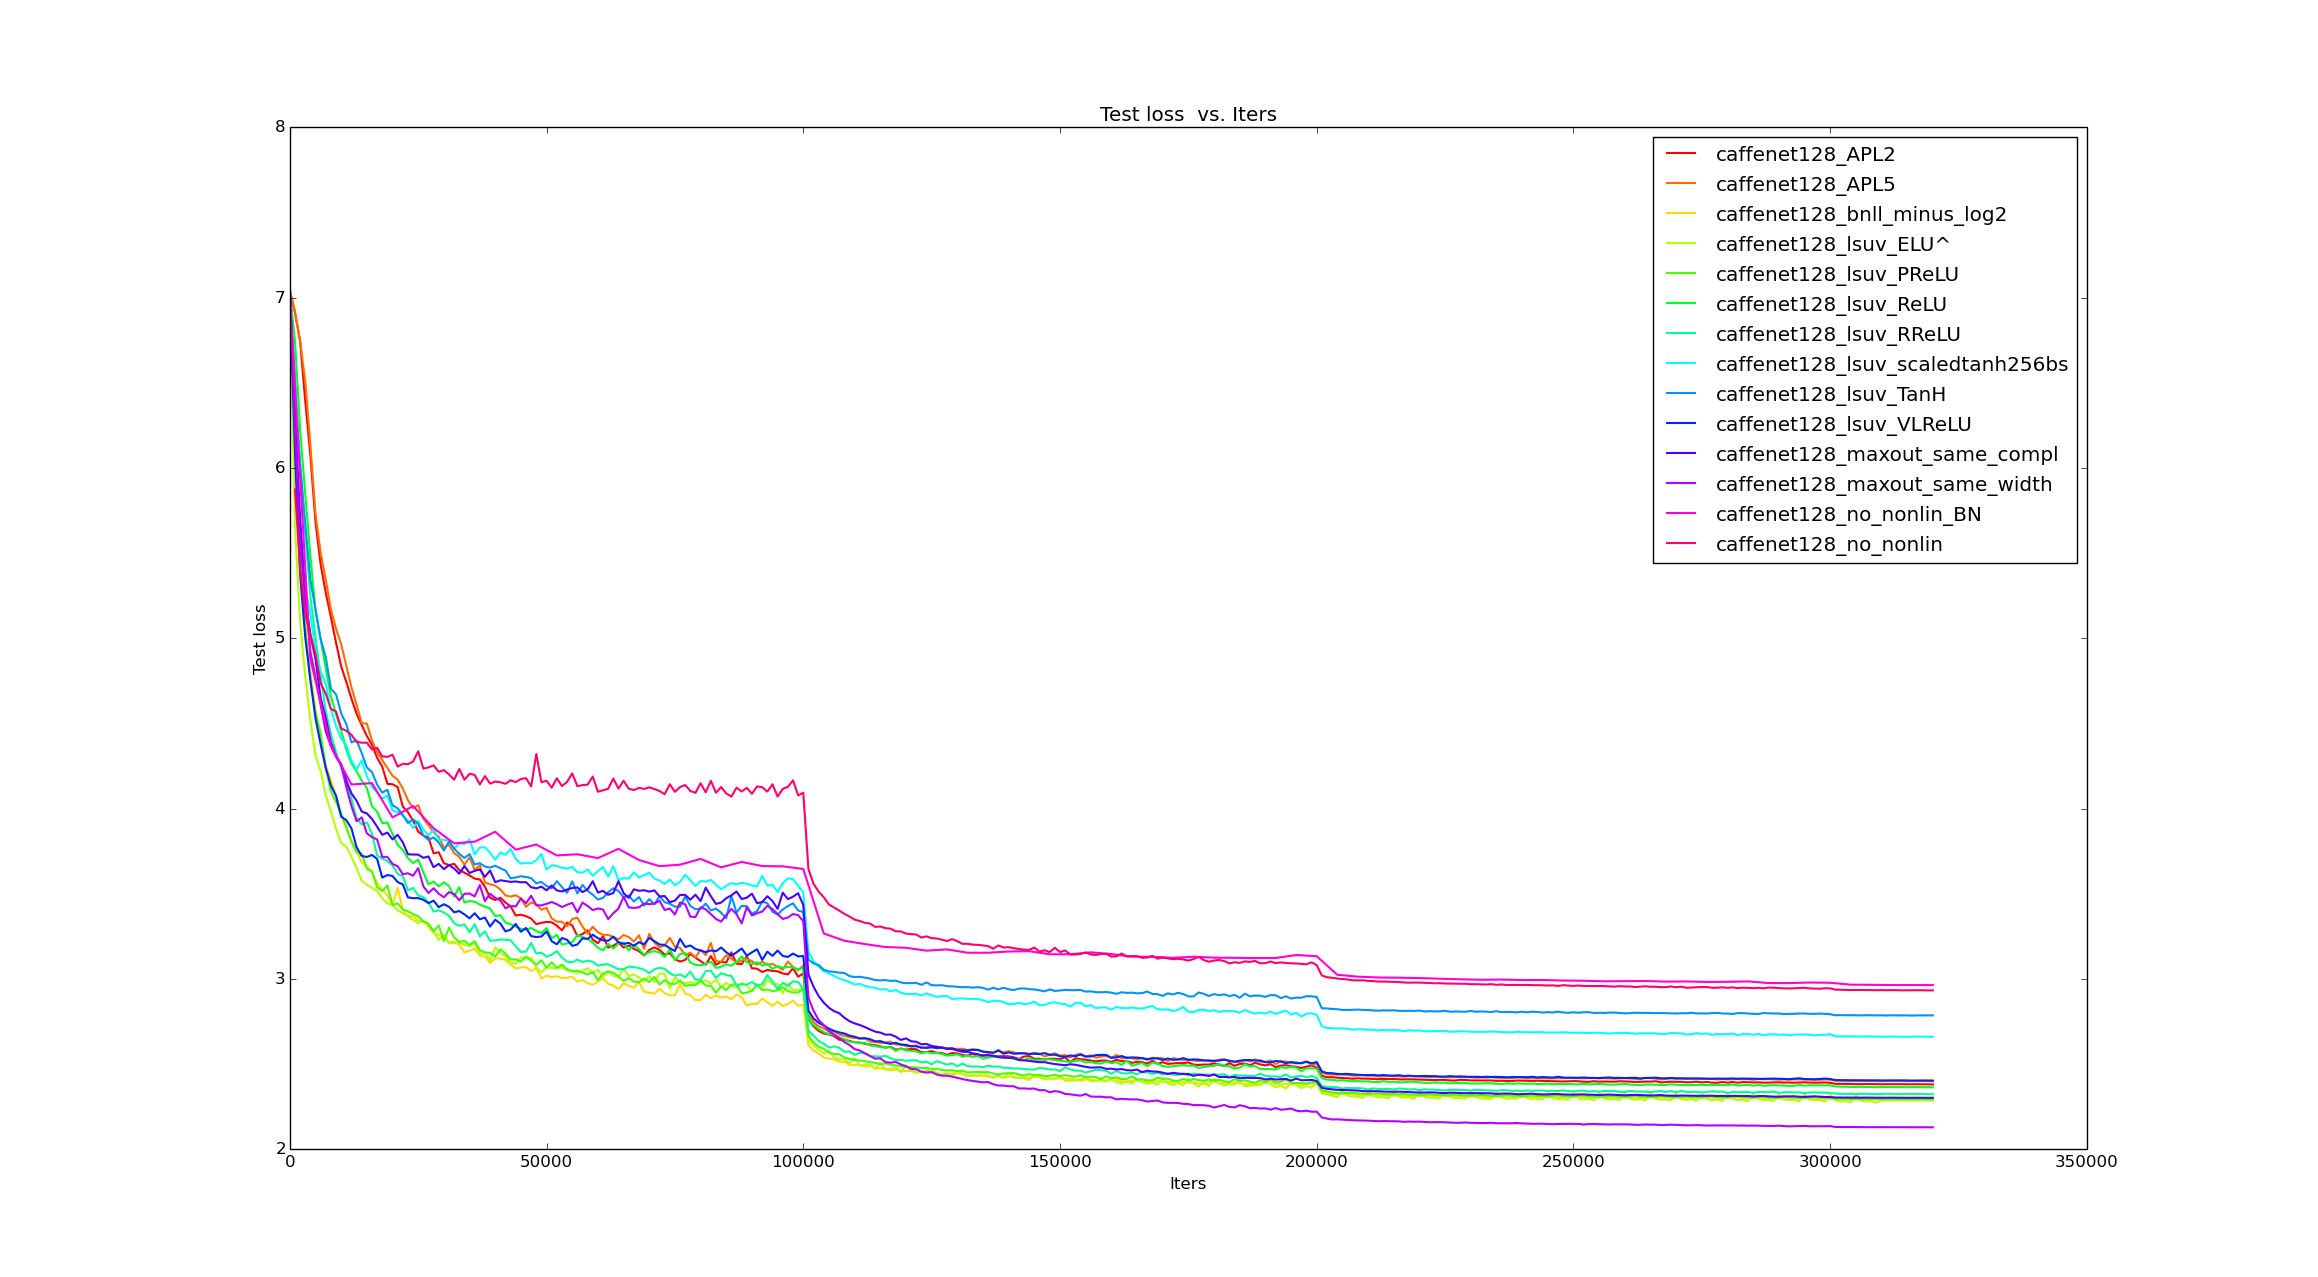 Test loss  vs. Iters
8
7
6
5
4
3
2
Test loss
caffenet128_APL2
caffenet128_APL5
caffenet128_bnll_minus_log2
caffenet128_lsuv_ELU^
caffenet128_lsuv_PReLU
caffenet128_lsuv_ReLU
caffenet128_lsuv_RReLU
caffenet128_lsuv_scaledtanh256bs
caffenet128_lsuv_TanH
caffenet128_lsuv_VLReLU
caffenet128_maxout_same_compl
caffenet128_maxout_same_width
caffenet128_no_nonlin_BN
caffenet128_no_nonlin
0 50000 100000 150000 200000 250000 300000 350000
Iters